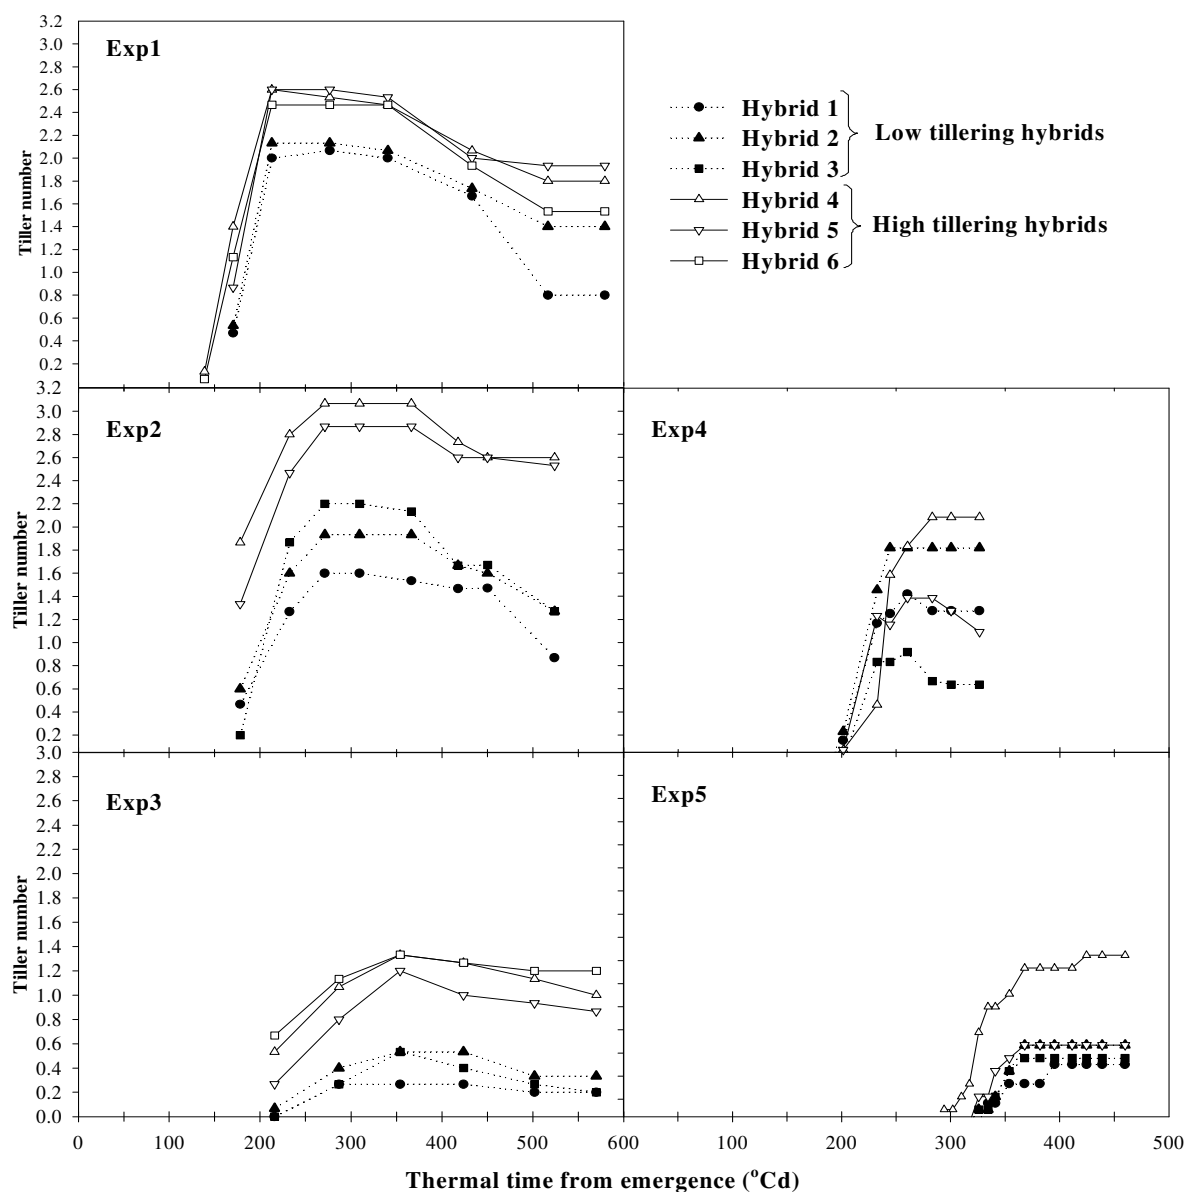 3.2
3.0
2.8
2.6
2.4
2.2
2.0
1.8
1.6
1.4
1.2
1.0
0.8
0.6
0.4
0.2
Tiller number
Exp1
Hybrid 1
Hybrid 2
Hybrid 3
Low tillering hybrids
Hybrid 4
Hybrid 5
Hybrid 6
High tillering hybrids
3.2
3.0
2.8
2.6
2.4
2.2
2.0
1.8
1.6
1.4
1.2
1.0
0.8
0.6
0.4
0.2
Tiller number
Exp2
Exp4
3.0
2.8
2.6
2.4
2.2
2.0
1.8
1.6
1.4
1.2
1.0
0.8
0.6
0.4
0.2
0.0
Tiller number
Exp3
Exp5
0 100 200 300 400 500 600 100 200 300 400 500
Thermal time from emergence (°Cd)